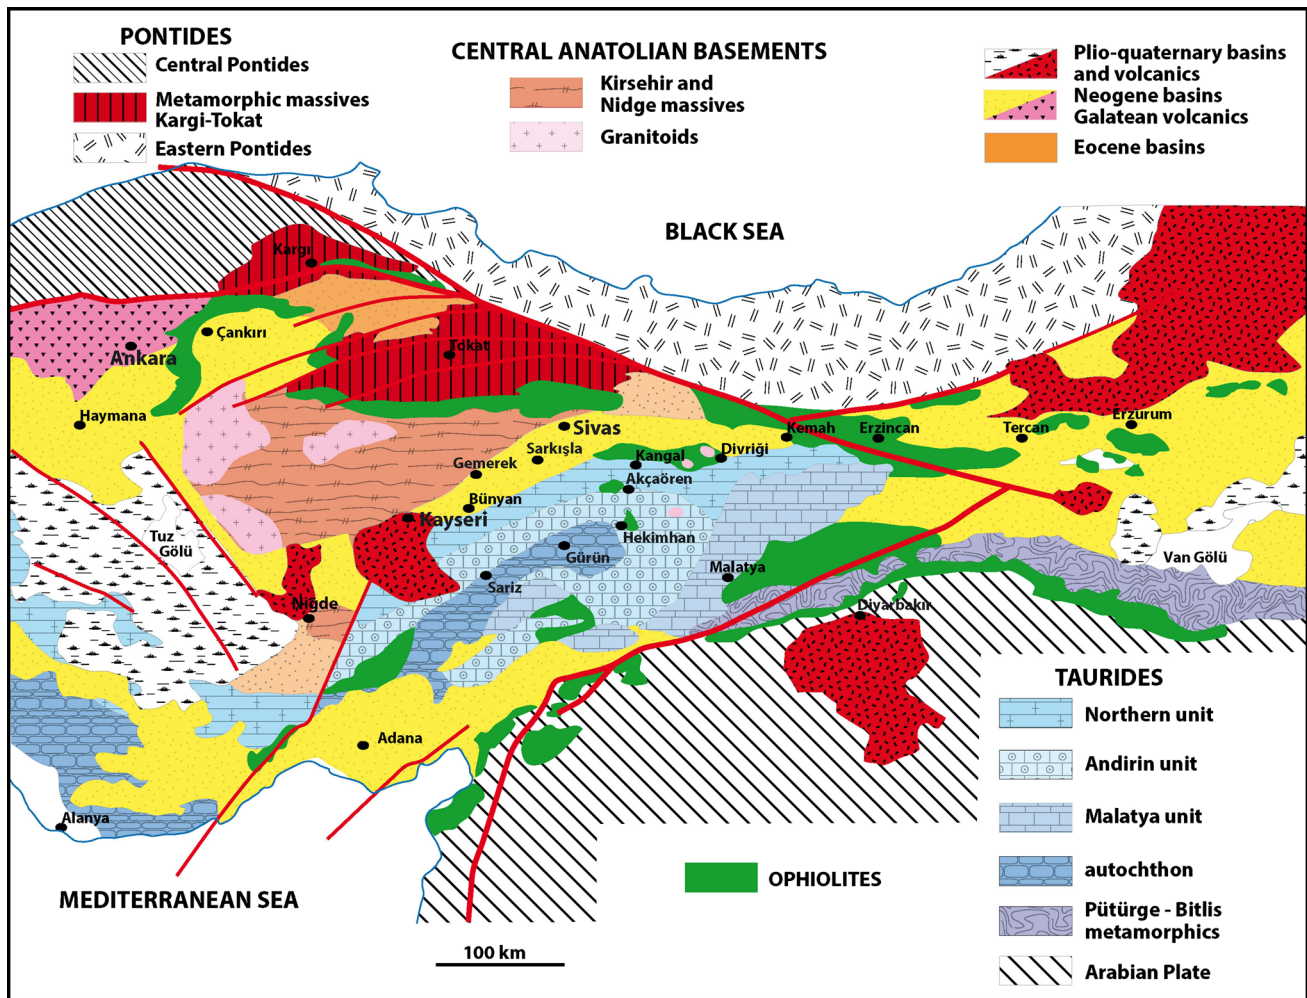 PONTIDES
Central Pontides
Metamorphic massives
Kargi-Tokat
Eastern Pontides
CENTRAL ANATOLIAN BASEMENTS
Kirsehir and
Nidge massives
Granitoids
Plio-quaternary basins
and volcanics
Neogene basins
Galatean volcanics
Eocene basins
BLACK SEA
Kargı
Çankırı
Ankara
Tokat
Haymana
Sivas
Kemah
Erzincan
Tercan
Erzurum
Sarkışla
Kangal
Divriği
Gemerek
Akçaören
Bünyan
Kayseri
Tuz
Gölü
Hekimhan
Gürün
Van Gölü
Malatya
Sariz
Niğde
Diyarbakır
Adana
Alanya
MEDITERRANEAN SEA
100 km
OPHIOLITES
TAURIDES
Northern unit
Andirin unit
Malatya unit
autochthon
Pütürge - Bitlis
metamorphics
Arabian Plate